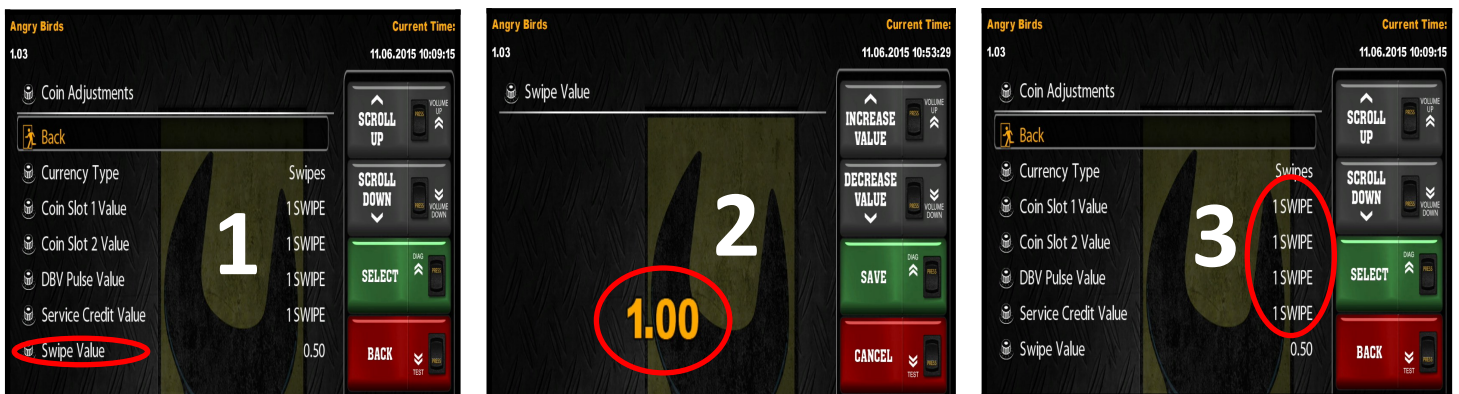 Angry Birds
Current Time:
1.03
11.06.2015 10:09:15
Coin Adjustments
Back
Currency Type Swipes
Coin Slot 1 Value 1 SWIPE
Coin Slot 2 Value 1 SWIPE
DBV Pulse Value 1 SWIPE
Service Credit Value 1 SWIPE
Swipe Value 0.50
1
SCROLL
UP
PRESS
VOLUME
UP
SCROLL
DOWN
PRESS
VOLUME
DOWN
SELECT
DIAG
PRESS
BACK
TEST
PRESS
Angry Birds
Current Time:
1.03
11.06.2015 10:53:29
Swipe Value
2
1.00
INCREASE
VALUE
PRESS
VOLUME
UP
DECREASE
VALUE
PRESS
VOLUME
DOWN
SAVE
DIAG
PRESS
CANCEL
TEST
PRESS
Angry Birds
Current Time:
1.03
11.06.2015 10:09:15
Coin Adjustments
Back
Currency Type Swipes
Coin Slot 1 Value 1 SWIPE
Coin Slot 2 Value 1 SWIPE
DBV Pulse Value 1 SWIPE
Service Credit Value 1 SWIPE
Swipe Value 0.50
3
SCROLL
UP
PRESS
VOLUME
UP
SCROLL
DOWN
PRESS
VOLUME
DOWN
SELECT
DIAG
PRESS
BACK
TEST
PRESS